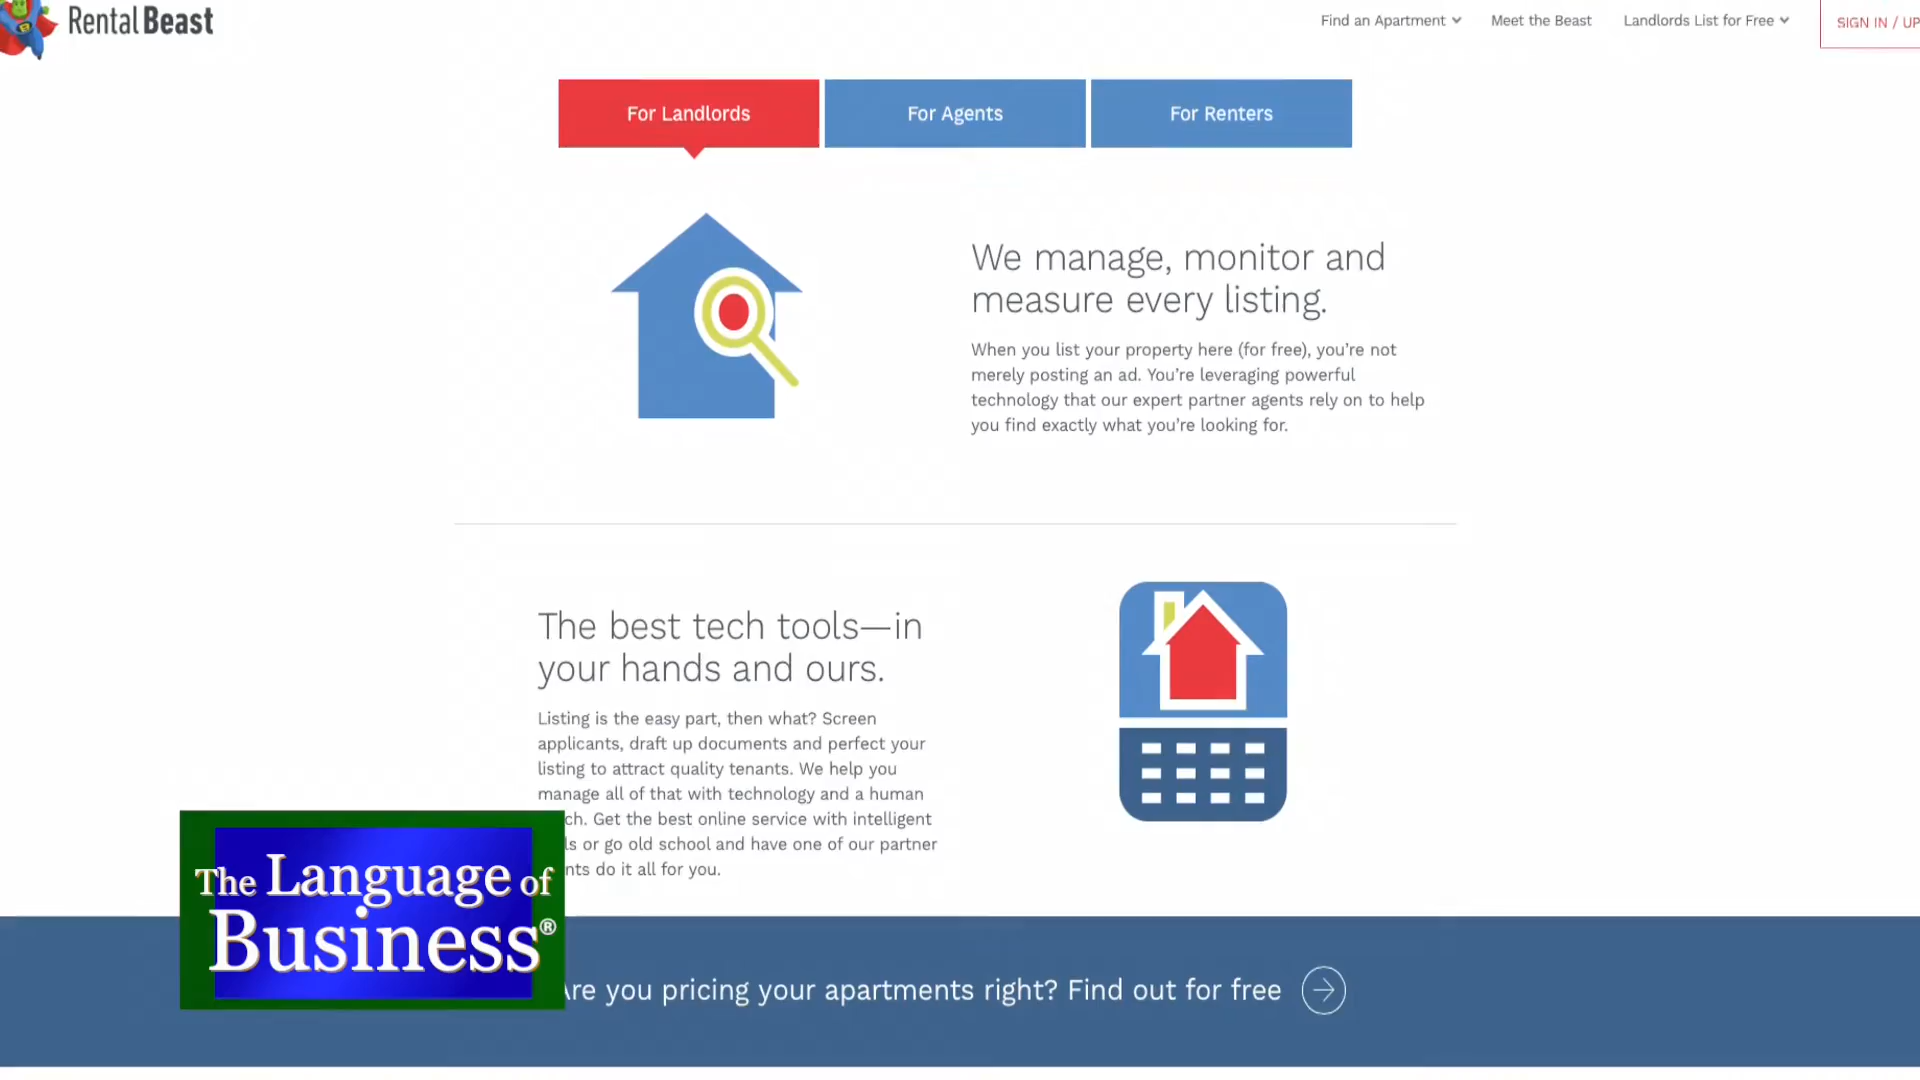 Rental Beast
Find an Apartment
Meet the Beast
Landlords List for Free
SIGN IN / UP
For Landlords
For Agents
For Renters
We manage, monitor and
measure every listing.
When you list your property here (for free), you're not
merely posting an ad. You're leveraging powerful
technology that our expert partner agents rely on to help
you find exactly what you're looking for.
The best tech tools—in
your hands and ours.
Listing is the easy part, then what? Screen
applicants, draft up documents and perfect your
listing to attract quality tenants. We help you
manage all of that with technology and a human
Get the best online service with intelligent
or go old school and have one of our partner
do it all for you.
The Language of
Business®
Are you pricing your apartments right? Find out for free